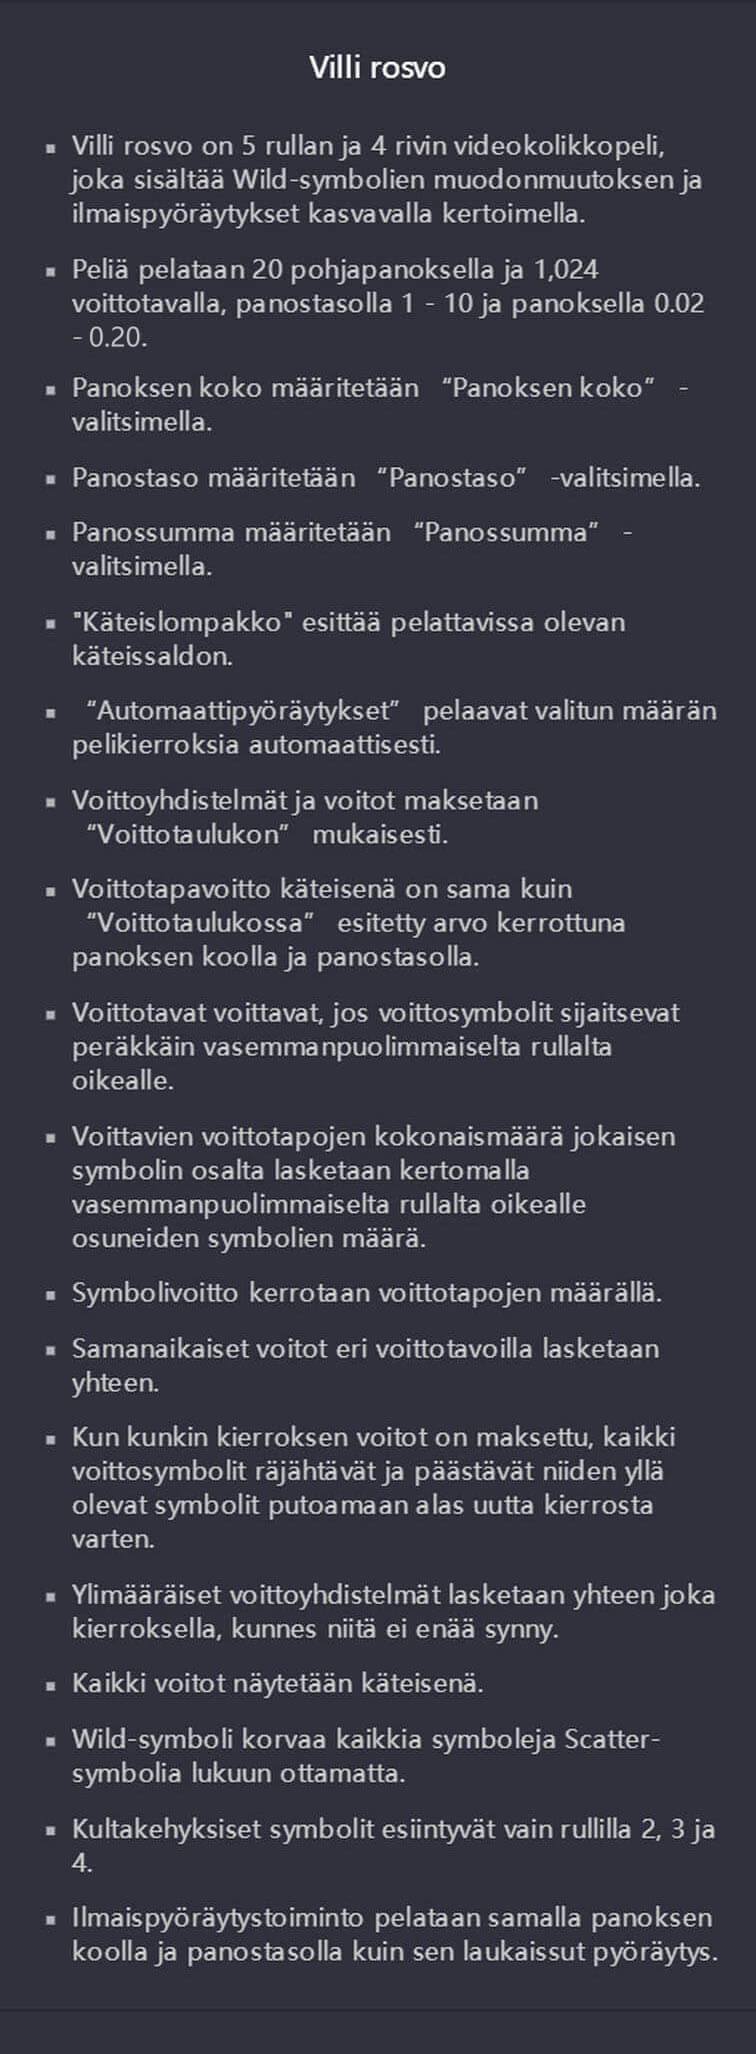 Villi rosvo
▪ Villi rosvo on 5 rullan ja 4 rivin videokolikkopeli,
joka sisältää Wild-symbolien muodonmuutoksen ja
ilmaispyöräytykset kasvavalla kertoimella.
▪ Peliä pelataan 20 pohjapanoksella ja 1,024
voittotavalla, panostasolla 1 - 10 ja panoksella 0.02
- 0.20.
▪ Panoksen koko määritetään “Panoksen koko” -
valitsimella.
▪ Panostaso määritetään “Panostaso” -valitsimella.
▪ Panossumma määritetään “Panossumma” -
valitsimella.
▪ "Käteislompakko" esittää pelattavissa olevan
käteissaldon.
▪ “Automaattipyöräytykset” pelaavat valitun määrän
pelikierroksia automaattisesti.
▪ Voittoyhdistelmät ja voitot maksetaan
“Voittotaulukon” mukaisesti.
▪ Voittotapavoitto käteisenä on sama kuin
“Voittotaulukossa” esitetty arvo kerrottuna
panoksen koolla ja panostasolla.
▪ Voittotavat voittavat, jos voittosymbolit sijaitsevat
peräkkäin vasemmanpuolimmaiselta rullalta
oikealle.
▪ Voittavien voittotapojen kokonaismäärä jokaisen
symbolin osalta lasketaan kertomalla
vasemmanpuolimmaiselta rullalta oikealle
osuneiden symbolien määrä.
▪ Symbolivoitto kerrotaan voittotapojen määrällä.
▪ Samanaikaiset voitot eri voittotavoilla lasketaan
yhteen.
▪ Kun kunkin kierroksen voitot on maksettu, kaikki
voittosymbolit räjähtävät ja päästävät niiden yllä
olevat symbolit putoamaan alas uutta kierrosta
varten.
▪ Ylimääräiset voittoyhdistelmät lasketaan yhteen joka
kierroksella, kunnes niitä ei enää synny.
▪ Kaikki voitot näytetään käteisenä.
▪ Wild-symboli korvaa kaikkia symboleja Scatter-
symbolia lukuun ottamatta.
▪ Kultakehyksiset symbolit esiintyvät vain rullilla 2, 3 ja
4.
▪ Ilmaispyöräytystoiminto pelataan samalla panoksen
koolla ja panostasolla kuin sen laukaissut pyöräytys.